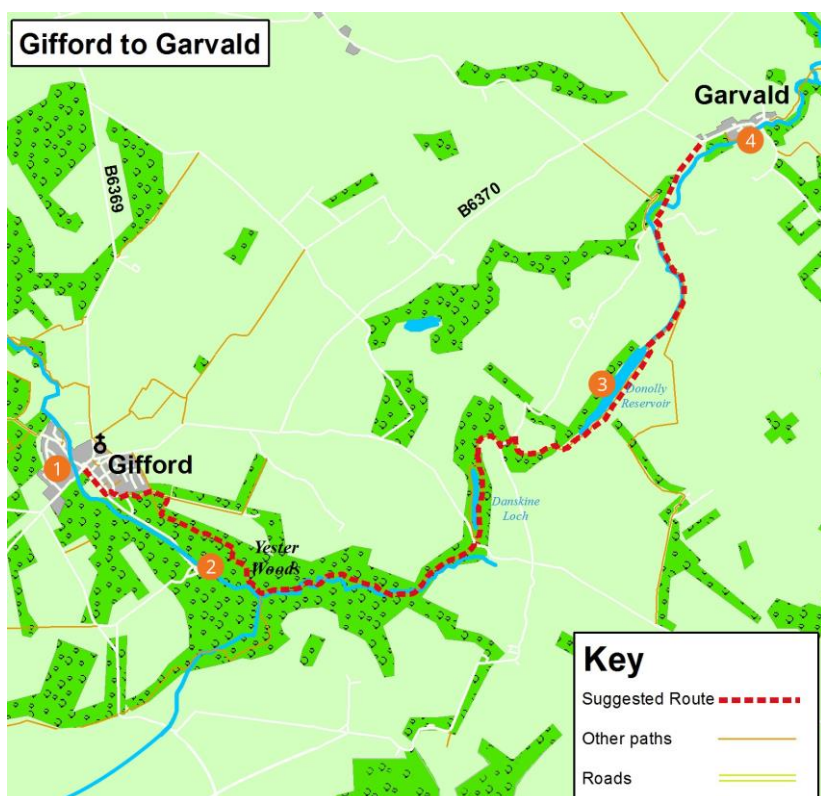 Gifford to Garvald
Garvald
4
B6369
B6370
3
Donolly
Reservoir
1
Gifford
Danskine
Loch
2
Yester
Woods
Key
Suggested Route
Other paths
Roads